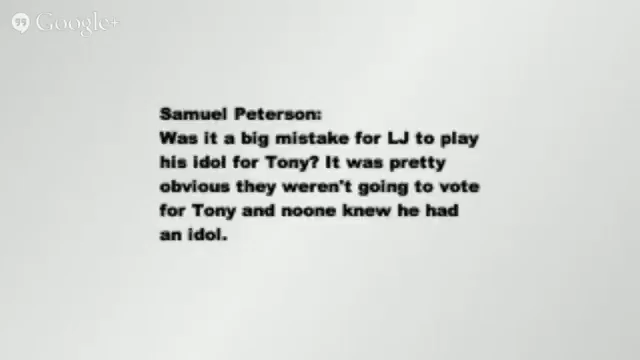 Google+
Samuel Peterson:
Was it a big mistake for LJ to play
his idol for Tony? It was pretty
obvious they weren't going to vote
for Tony and noone knew he had
an idol.